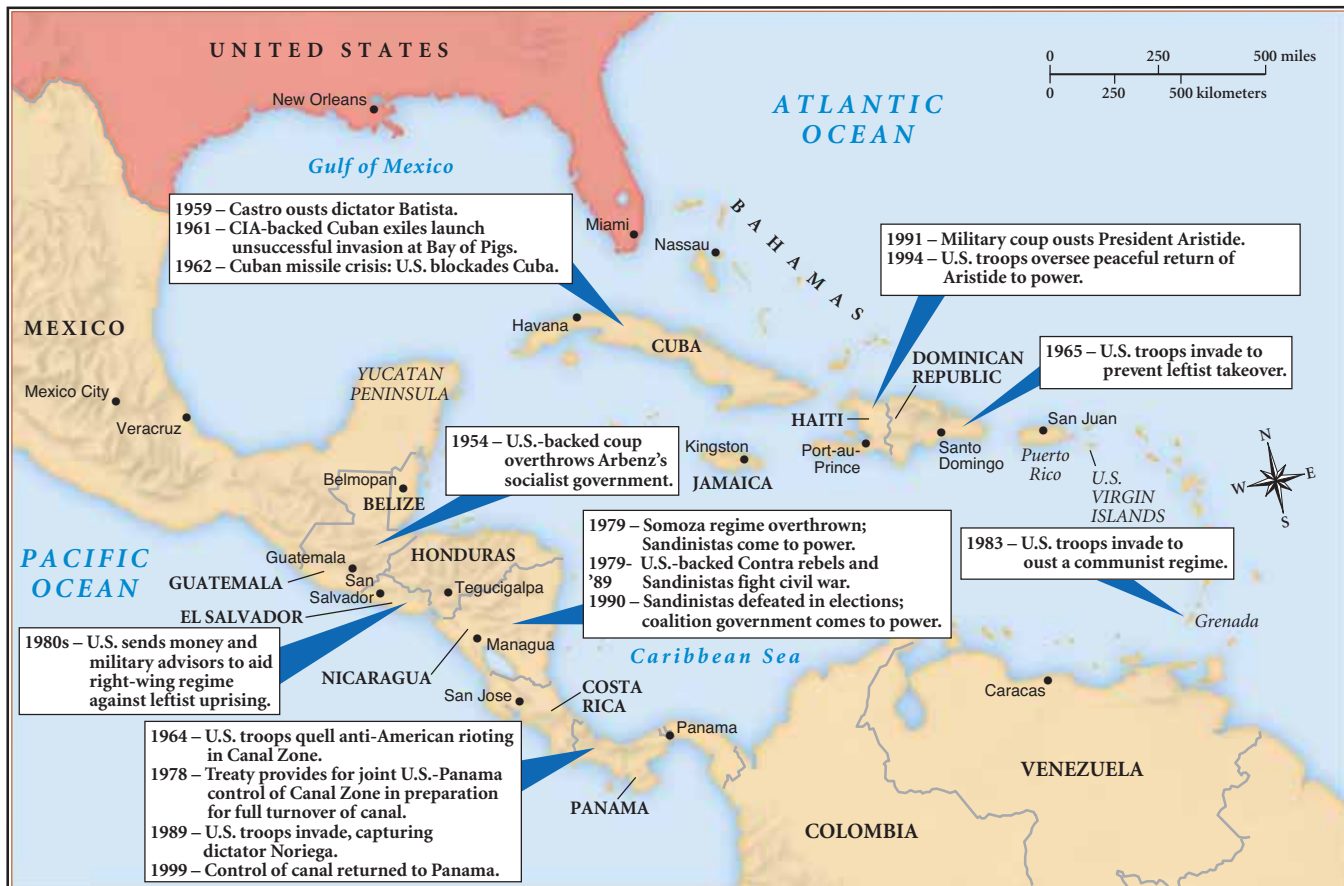 UNITED STATES
New Orleans
0 250 500 miles
0 250 500 kilometers
ATLANTIC
OCEAN
Gulf of Mexico
1959 – Castro ousts dictator Batista.
1961 – CIA-backed Cuban exiles launch
unsuccessful invasion at Bay of Pigs.
1962 – Cuban missile crisis: U.S. blockades Cuba.
Miami
Nassau
BAHAMAS
1991 – Military coup ousts President Aristide.
1994 – U.S. troops oversee peaceful return of
Aristide to power.
MEXICO
Havana
CUBA
DOMINICAN
REPUBLIC
1965 – U.S. troops invade to
prevent leftist takeover.
Mexico City
Veracruz
YUCATAN
PENINSULA
HAITI
Port-au-
Prince
Santo
Domingo
San Juan
Puerto
Rico
U.S.
VIRGIN
ISLANDS
N
E
S
W
1954 – U.S.-backed coup
overthrows Arbenz's
socialist government.
Kingston
JAMAICA
Belmopan
BELIZE
PACIFIC
OCEAN
Guatemala
GUATEMALA
HONDURAS
San
Salvador
Tegucigalpa
EL SALVADOR
1979 – Somoza regime overthrown;
Sandinistas come to power.
1979- U.S.-backed Contra rebels and
'89 Sandinistas fight civil war.
1990 – Sandinistas defeated in elections;
coalition government comes to power.
1983 – U.S. troops invade to
oust a communist regime.
Grenada
1980s – U.S. sends money and
military advisors to aid
right-wing regime
against leftist uprising.
Managua
NICARAGUA
Caribbean Sea
San Jose
COSTA
RICA
Caracas
1964 – U.S. troops quell anti-American rioting
in Canal Zone.
1978 – Treaty provides for joint U.S.-Panama
control of Canal Zone in preparation
for full turnover of canal.
1989 – U.S. troops invade, capturing
dictator Noriega.
1999 – Control of canal returned to Panama.
Panama
PANAMA
VENEZUELA
COLOMBIA